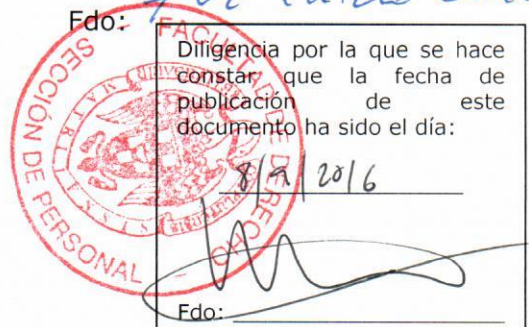 Fdo:
Diligencia por la que se hace
constar que la fecha de
publicación de este
documento ha sido el día:
8/9/2016
Fdo:
FACULTAD DE DERECHO
SECCIÓN DE PERSONAL